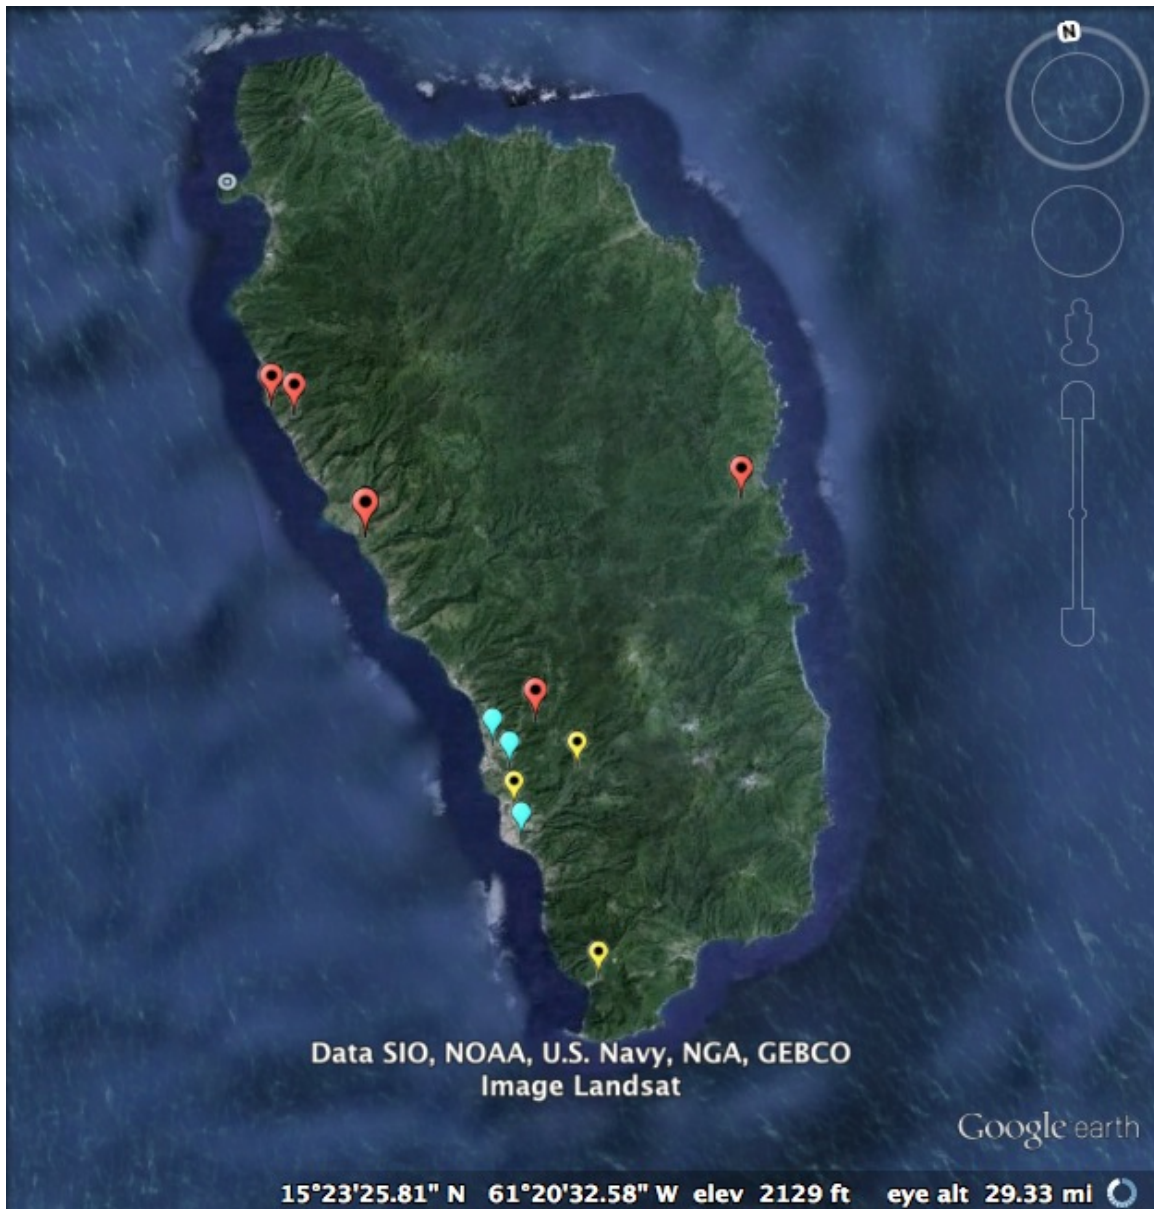 N
Data SIO, NOAA, U.S. Navy, NGA, GEBCO
Image Landsat
Google earth
15°23'25.81" N 61°20'32.58" W elev 2129 ft eye alt 29.33 mi